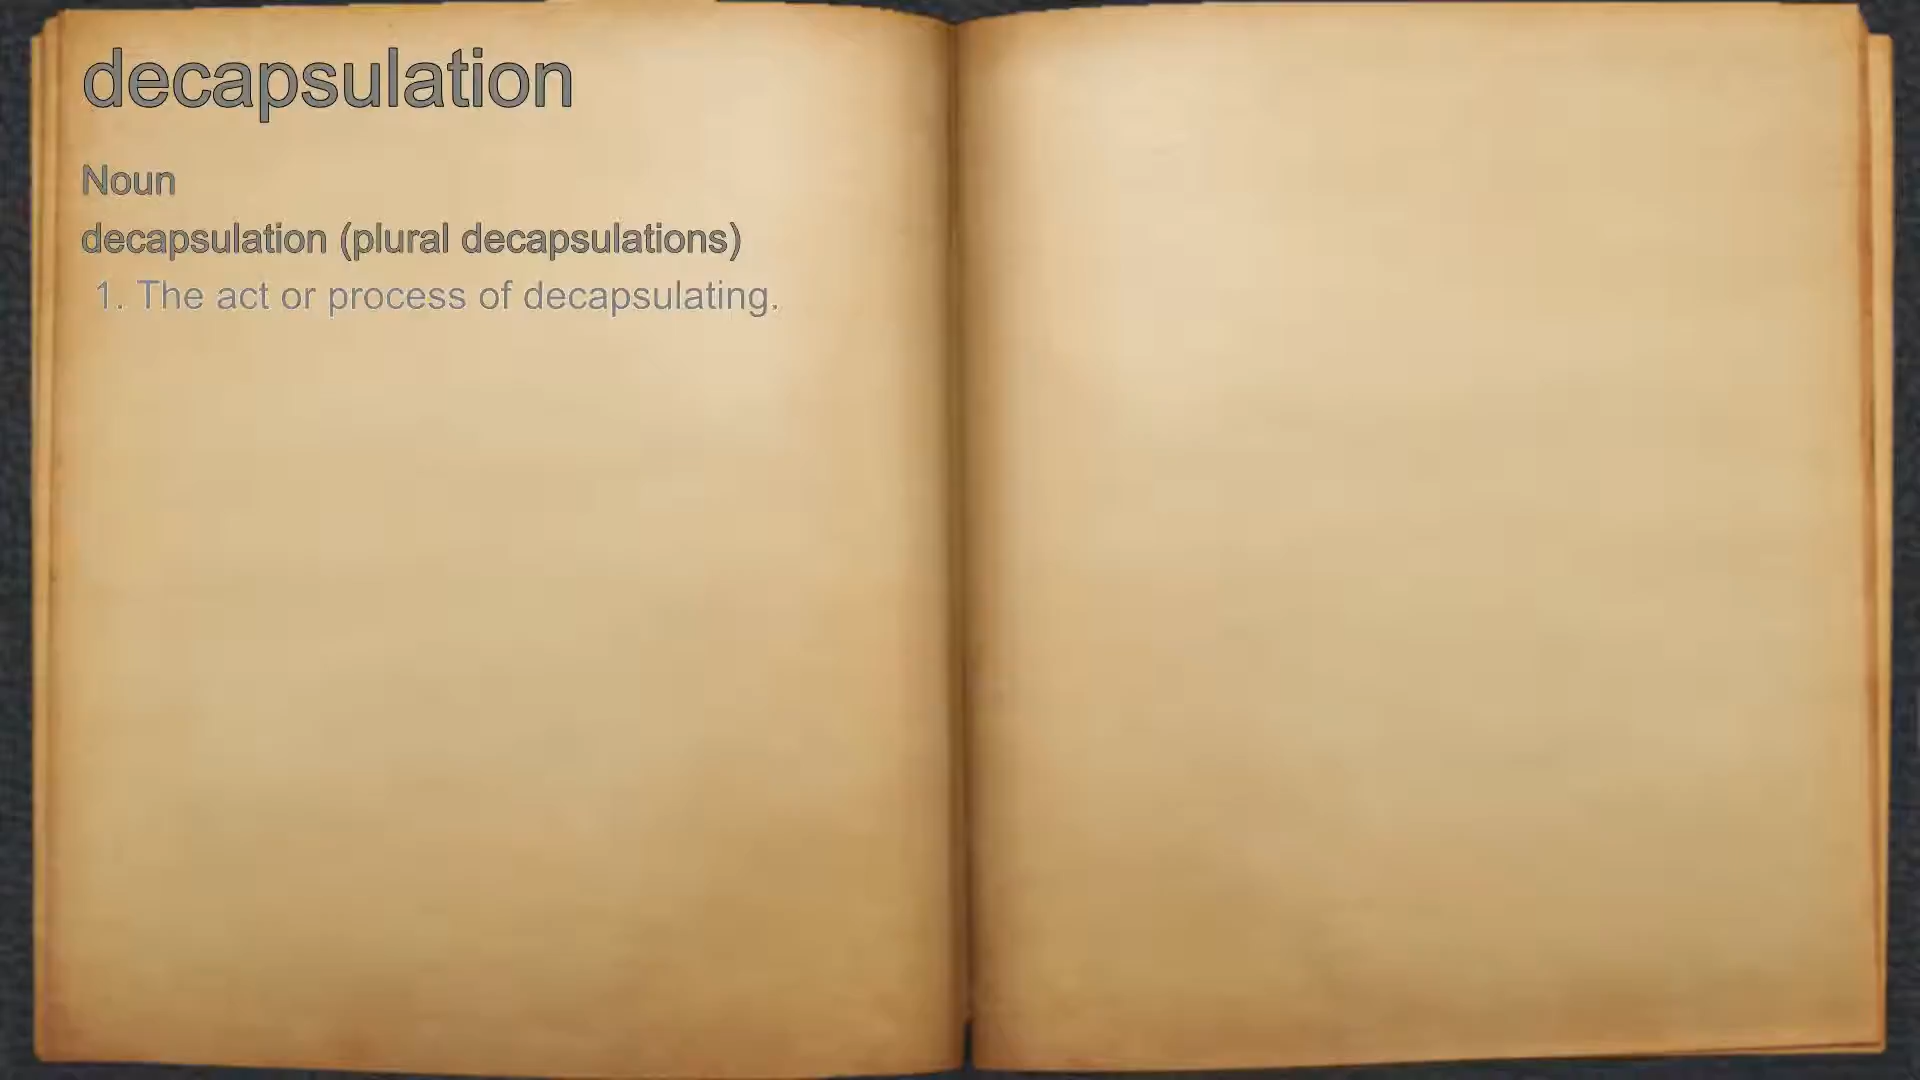 decapsulation
Noun
decapsulation (plural decapsulations)
1. The act or process of decapsulating.